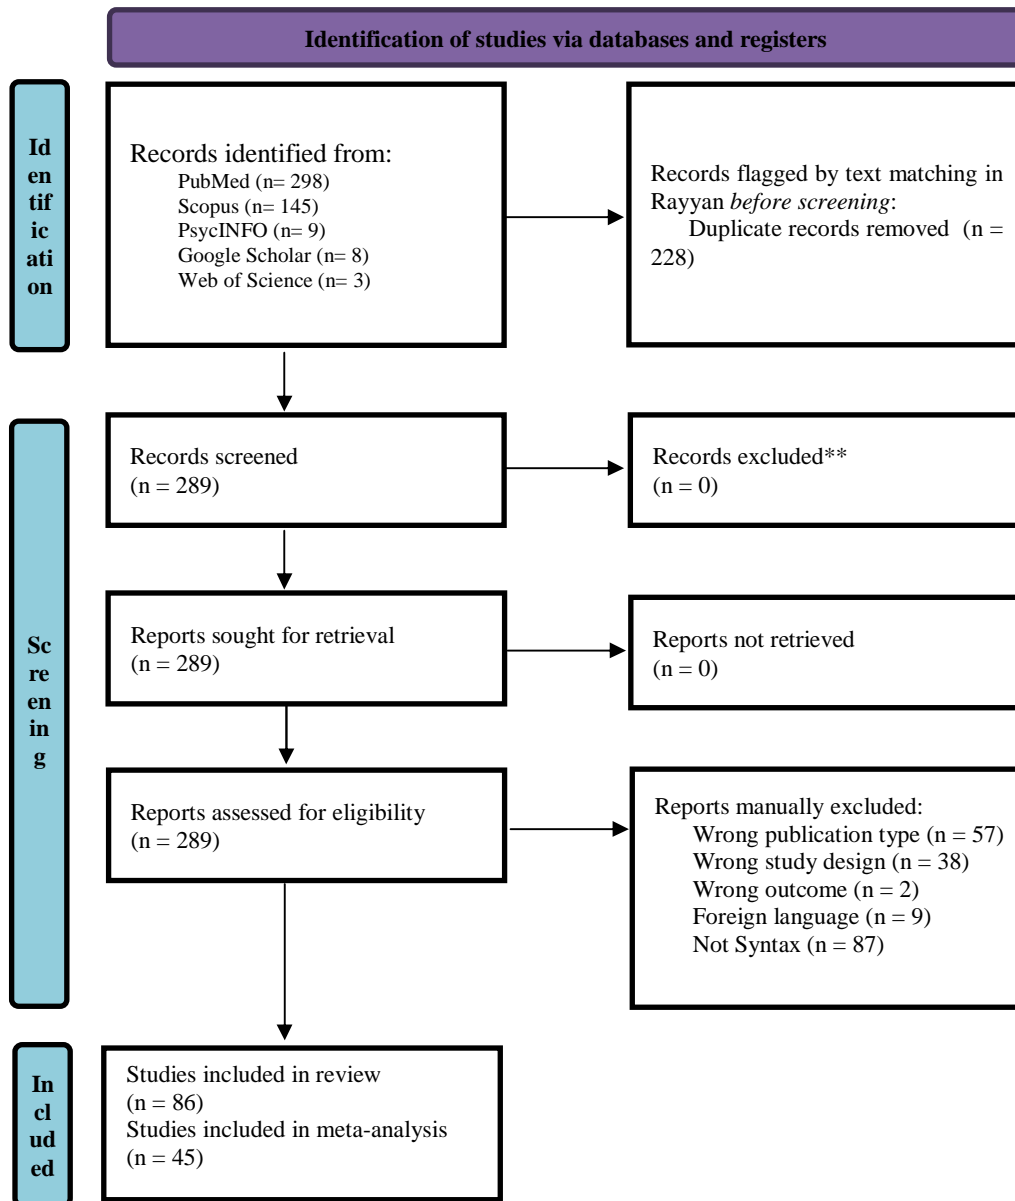 Identification of studies via databases and registers
Id
en
tif
ic
ati
on
Records identified from:
PubMed (n= 298)
Scopus (n= 145)
PsycINFO (n= 9)
Google Scholar (n= 8)
Web of Science (n= 3)
Records flagged by text matching in
Rayyan before screening:
Duplicate records removed (n =
228)
Sc
re
en
in
g
Records screened
(n = 289)
Records excluded**
(n = 0)
Reports sought for retrieval
(n = 289)
Reports not retrieved
(n = 0)
Reports assessed for eligibility
(n = 289)
Reports manually excluded:
Wrong publication type (n = 57)
Wrong study design (n = 38)
Wrong outcome (n = 2)
Foreign language (n = 9)
Not Syntax (n = 87)
In
cl
ud
ed
Studies included in review
(n = 86)
Studies included in meta-analysis
(n = 45)